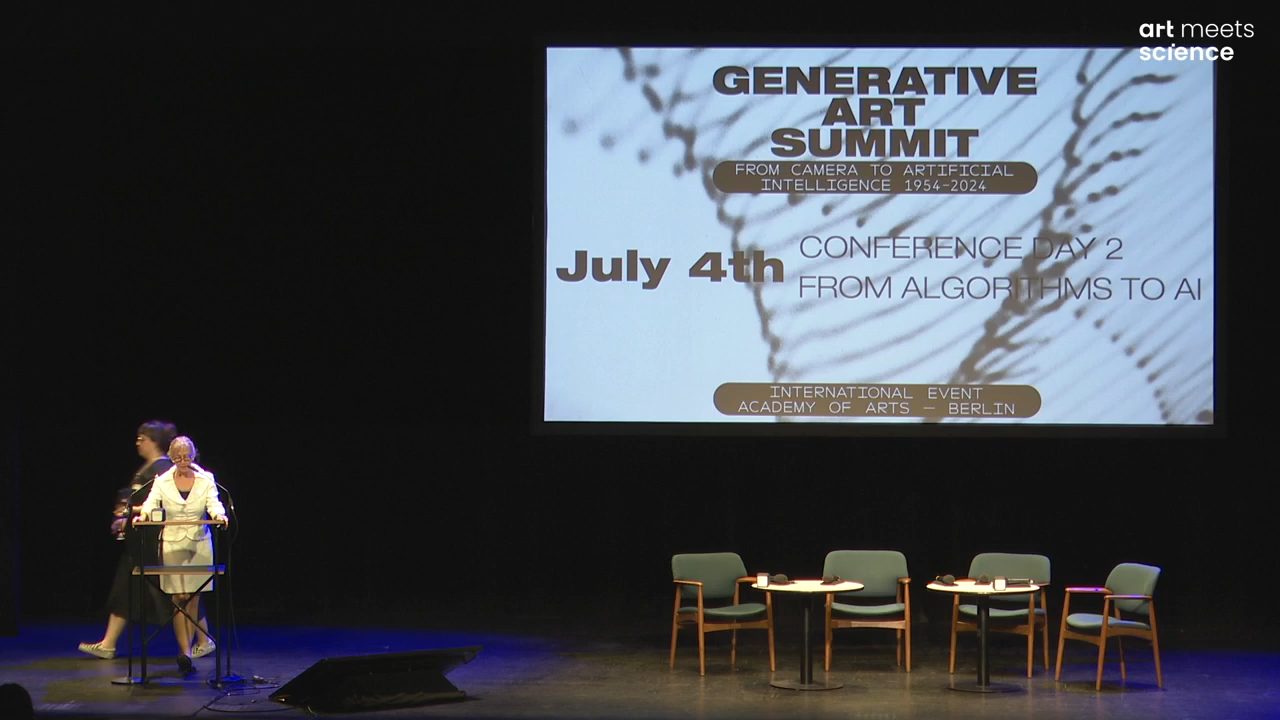 art meets
science
GENERATIVE
ART
SUMMIT
FROM CAMERA TO ARTIFICIAL
INTELLIGENCE 1954-2024
July 4th
CONFERENCE DAY 2
FROM ALGORITHMS TO AI
INTERNATIONAL EVENT
ACADEMY OF ARTS — BERLIN